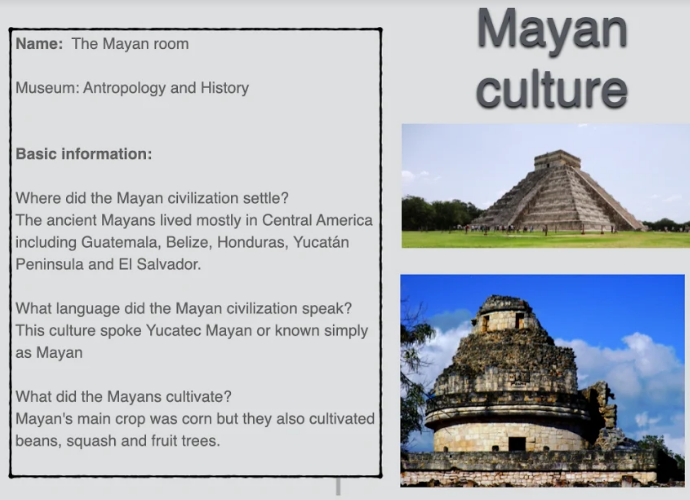 Mayan
culture
Name: The Mayan room
Museum: Antropology and History
Basic information:
Where did the Mayan civilization settle?
The ancient Mayans lived mostly in Central America
including Guatemala, Belize, Honduras, Yucatán
Peninsula and El Salvador.
What language did the Mayan civilization speak?
This culture spoke Yucatec Mayan or known simply
as Mayan
What did the Mayans cultivate?
Mayan's main crop was corn but they also cultivated
beans, squash and fruit trees.